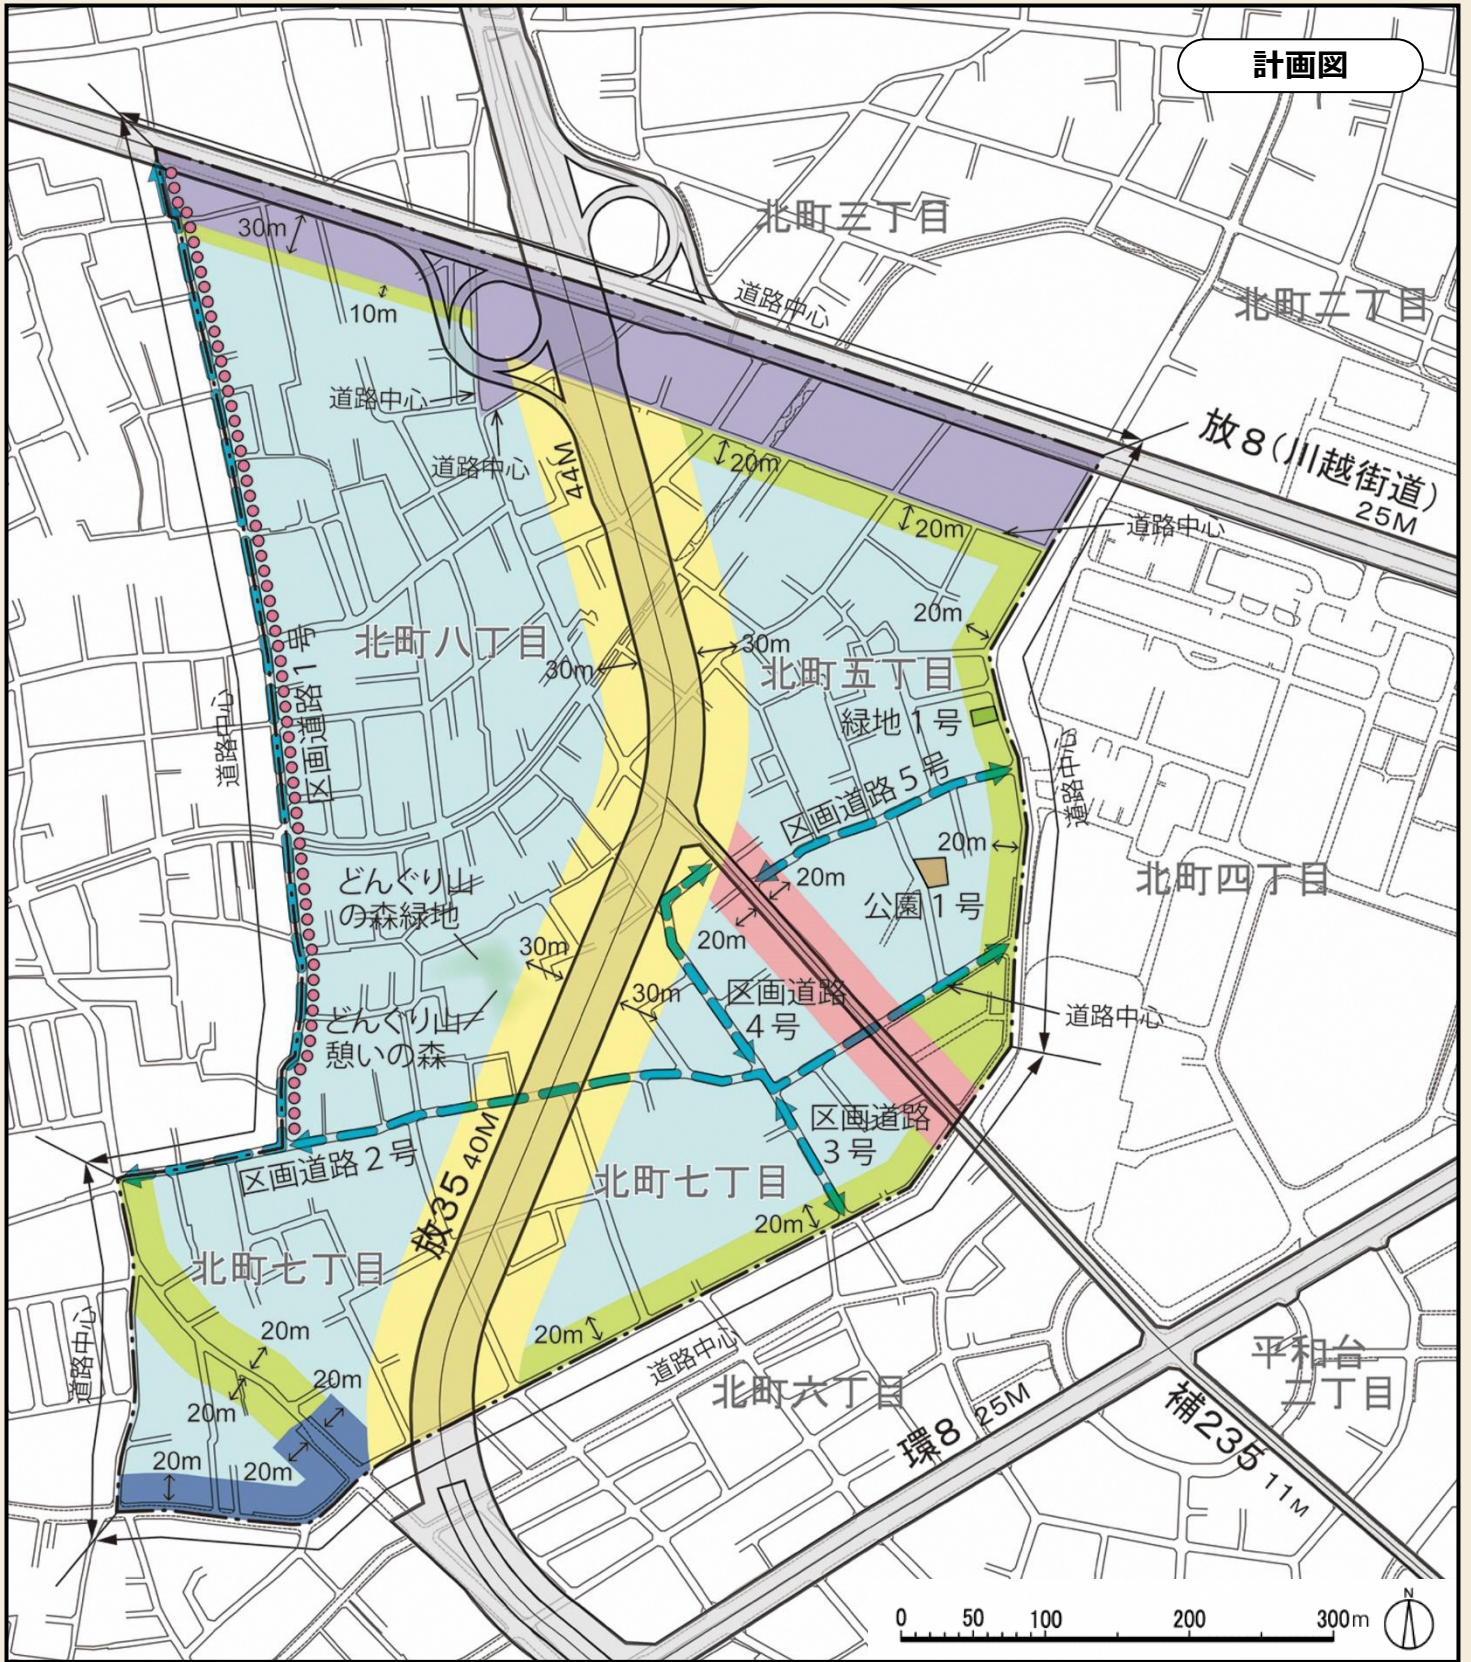 計画図
北町三丁目
北町二丁目
30m
10m
道路中心
道路中心
道路中心
放8(川越街道)
25M
44M
20m
20m
道路中心
20m
北町八丁目
30m
30m
北町五丁目
緑地1号
区画道路1号
道路中心
道路中心
区画道路5号
20m
20m
公園1号
北町四丁目
どんぐり山
の森緑地
20m
30m
30m
区画道路
4号
道路中心
どんぐり山
憩いの森
区画道路
3号
区画道路2号
放35 40M
北町七丁目
20m
北町七丁目
道路中心
20m
20m
20m
20m
20m
20m
道路中心
北町六丁目
環8 25M
平和台
二丁目
補235 11M
0 50 100 200 300m
N